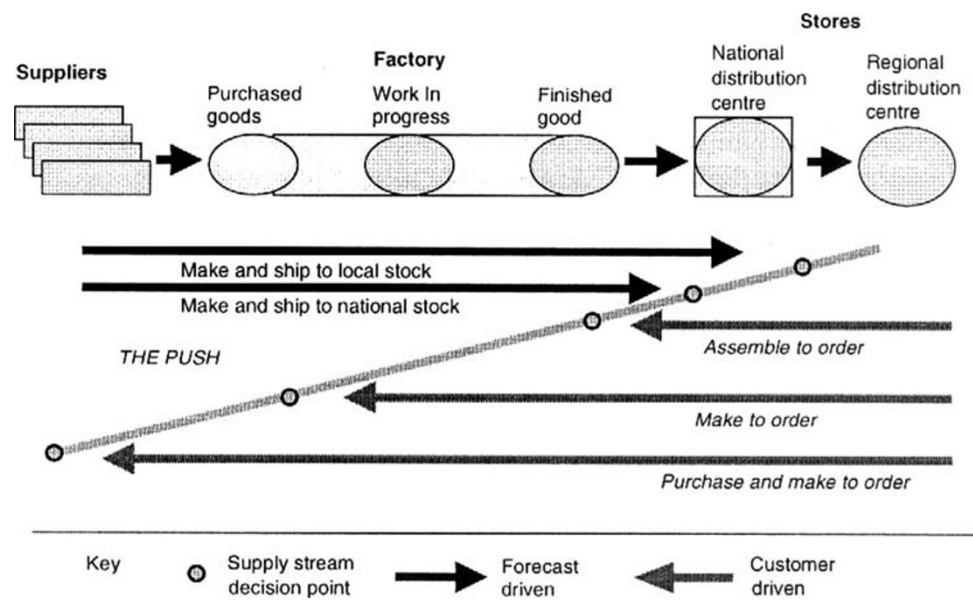 Stores
Suppliers
Factory
Purchased
goods
Work In
progress
Finished
good
National
distribution
centre
Regional
distribution
centre
Make and ship to local stock
Make and ship to national stock
THE PUSH
Assemble to order
Make to order
Purchase and make to order
Key
Supply stream
decision point
Forecast
driven
Customer
driven